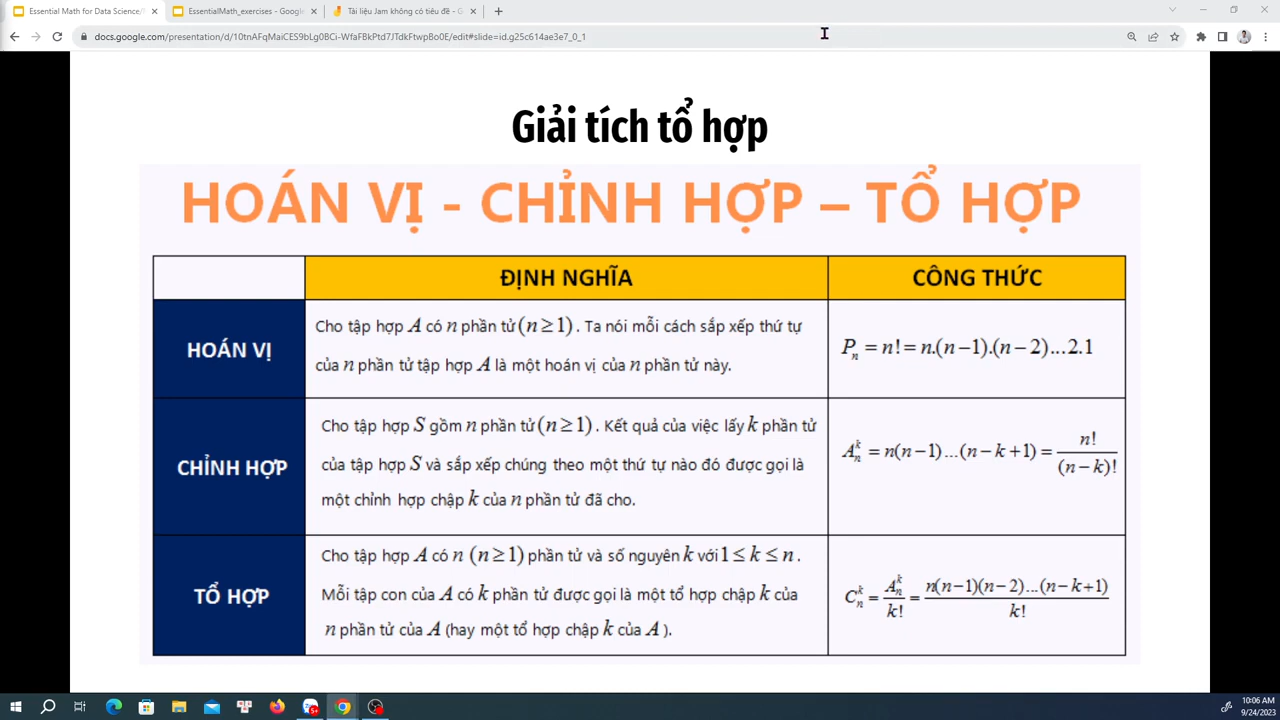 Essential Math for Data Science/
EssentialMath_exercises - Google
Tài liệu Jam không có tiêu đề - G
docs.google.com/presentation/d/10tnAFqMaiCES9bLg0BCi-WfaFBkPtd7JTdkFtwpBo0E/edit#slide=id.g25c614ae3e7_0_1
Giải tích tổ hợp
HOÁN VỊ - CHỈNH HỢP – TỔ HỢP
ĐỊNH NGHĨA
CÔNG THỨC
HOÁN VỊ
Cho tập hợp A có n phần tử (n ≥ 1). Ta nói mỗi cách sắp xếp thứ tự
của n phần tử tập hợp A là một hoán vị của n phần tử này.
Pₙ = n! = n.(n−1).(n−2)...2.1
CHỈNH HỢP
Cho tập hợp S gồm n phần tử (n ≥ 1). Kết quả của việc lấy k phần tử
của tập hợp S và sắp xếp chúng theo một thứ tự nào đó được gọi là
một chỉnh hợp chập k của n phần tử đã cho.
Aₙᵏ = n(n−1)...(n−k+1) = n!/(n−k)!
TỔ HỢP
Cho tập hợp A có n (n ≥ 1) phần tử và số nguyên k với 1 ≤ k ≤ n.
Mỗi tập con của A có k phần tử được gọi là một tổ hợp chập k của
n phần tử của A (hay một tổ hợp chập k của A ).
Cₙᵏ = Aₙᵏ/k! = n(n−1)(n−2)...(n−k+1)/k!
10:06 AM
9/24/2023